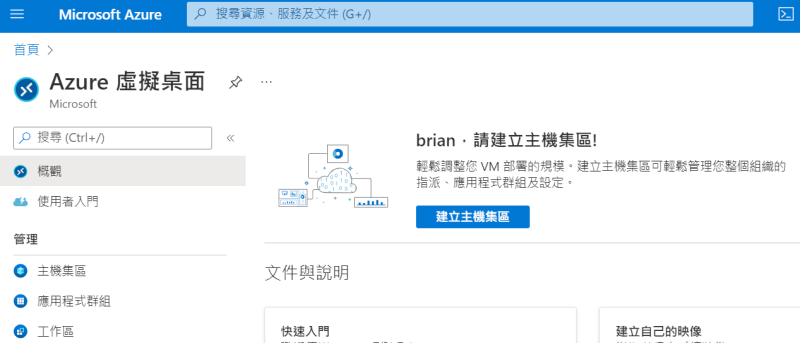 Microsoft Azure
搜尋資源、服務及文件 (G+/)
首頁
Azure 虛擬桌面
Microsoft
搜尋 (Ctrl+/)
概觀
使用者入門
管理
主機集區
應用程式群組
工作區
brian，請建立主機集區!
輕鬆調整您 VM 部署的規模。建立主機集區可輕鬆管理您整個組織的
指派、應用程式群組及設定。
建立主機集區
文件與說明
快速入門
建立自己的映像